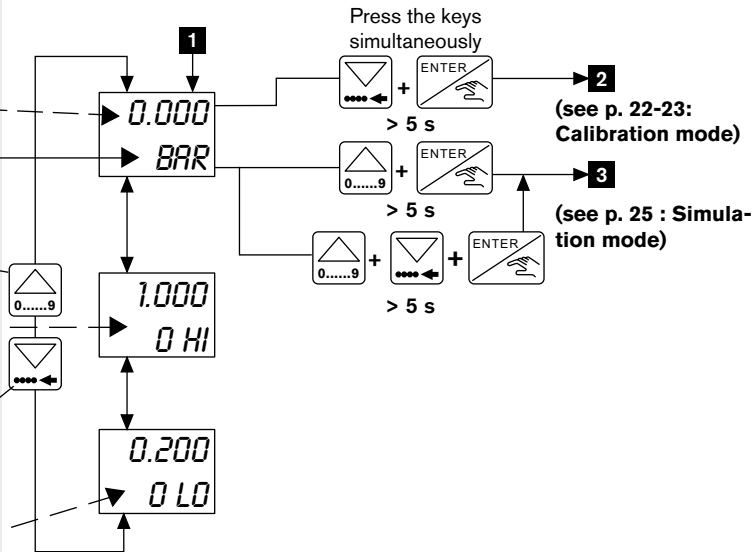 Press the keys
simultaneously
1
ENTER
+
2
> 5 s
(see p. 22-23:
Calibration mode)
0.000
BAR
ENTER
0......9
+
3
> 5 s
(see p. 25 : Simula-
tion mode)
ENTER
0......9
+
+
> 5 s
0......9
1.000
0 HI
0.200
0 LO